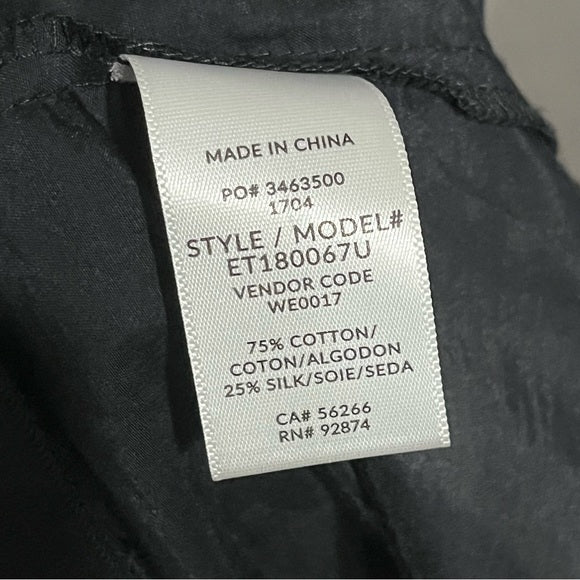 MADE IN CHINA
PO# 3463500
1704
STYLE / MODEL#
ET180067U
VENDOR CODE
WE0017
75% COTTON/
COTON/ALGODON
25% SILK/SOIE/SEDA
CA# 56266
RN# 92874